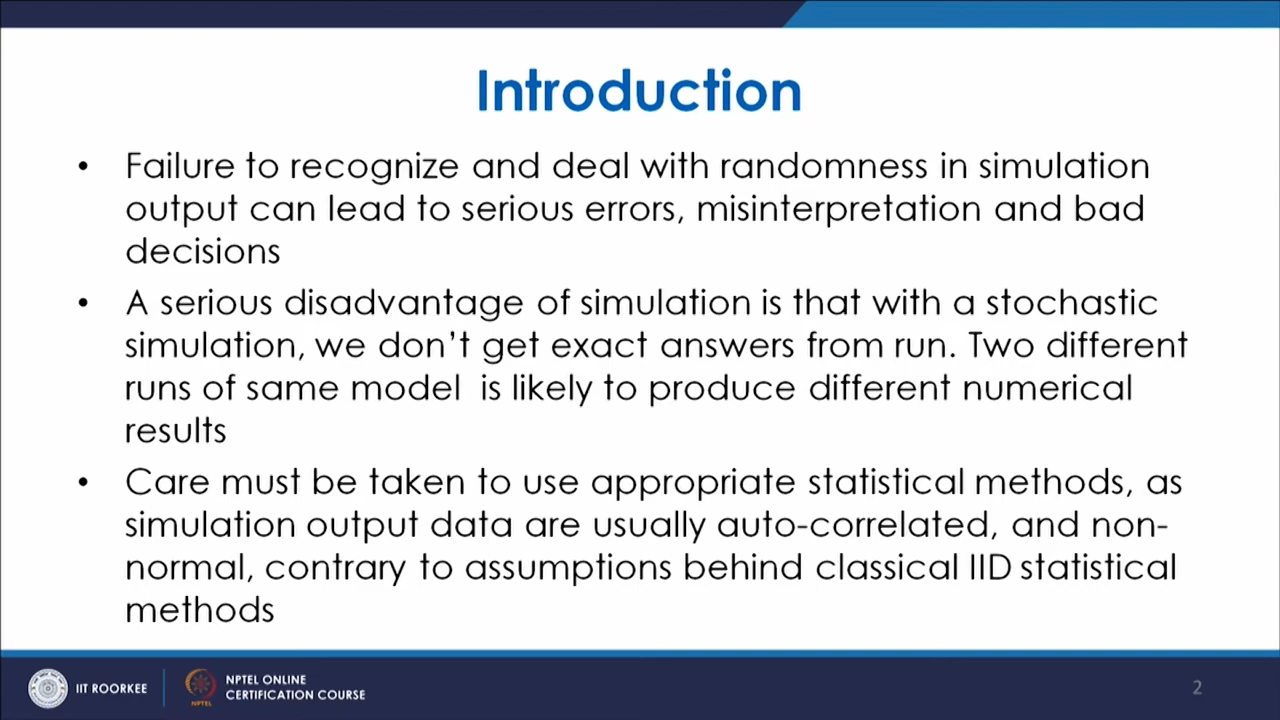 Introduction
• Failure to recognize and deal with randomness in simulation
output can lead to serious errors, misinterpretation and bad
decisions
• A serious disadvantage of simulation is that with a stochastic
simulation, we don't get exact answers from run. Two different
runs of same model is likely to produce different numerical
results
• Care must be taken to use appropriate statistical methods, as
simulation output data are usually auto-correlated, and non-
normal, contrary to assumptions behind classical IID statistical
methods
IIT ROORKEE
NPTEL
NPTEL ONLINE
CERTIFICATION COURSE
2